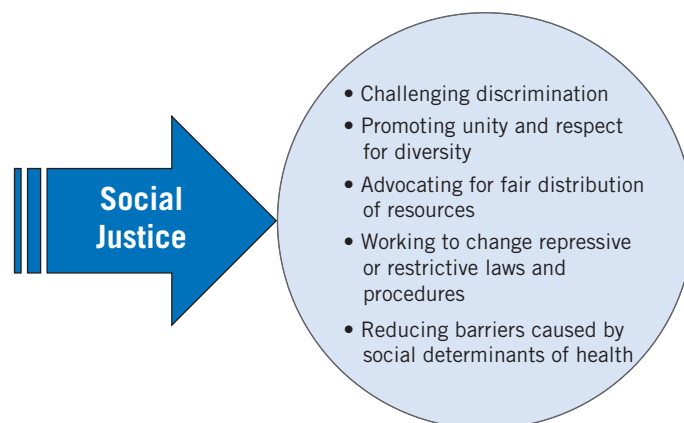 Social
Justice
• Challenging discrimination
• Promoting unity and respect
for diversity
• Advocating for fair distribution
of resources
• Working to change repressive
or restrictive laws and
procedures
• Reducing barriers caused by
social determinants of health